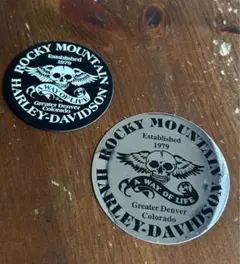 ROCKY MOUNTAIN
Established
1979
WAY OF LIFE
Greater Denver
Colorado
HARLEY-DAVIDSON
ROCKY MOUNTAIN
Established
1979
WAY OF LIFE
Greater Denver
Colorado
HARLEY-DAVIDSON